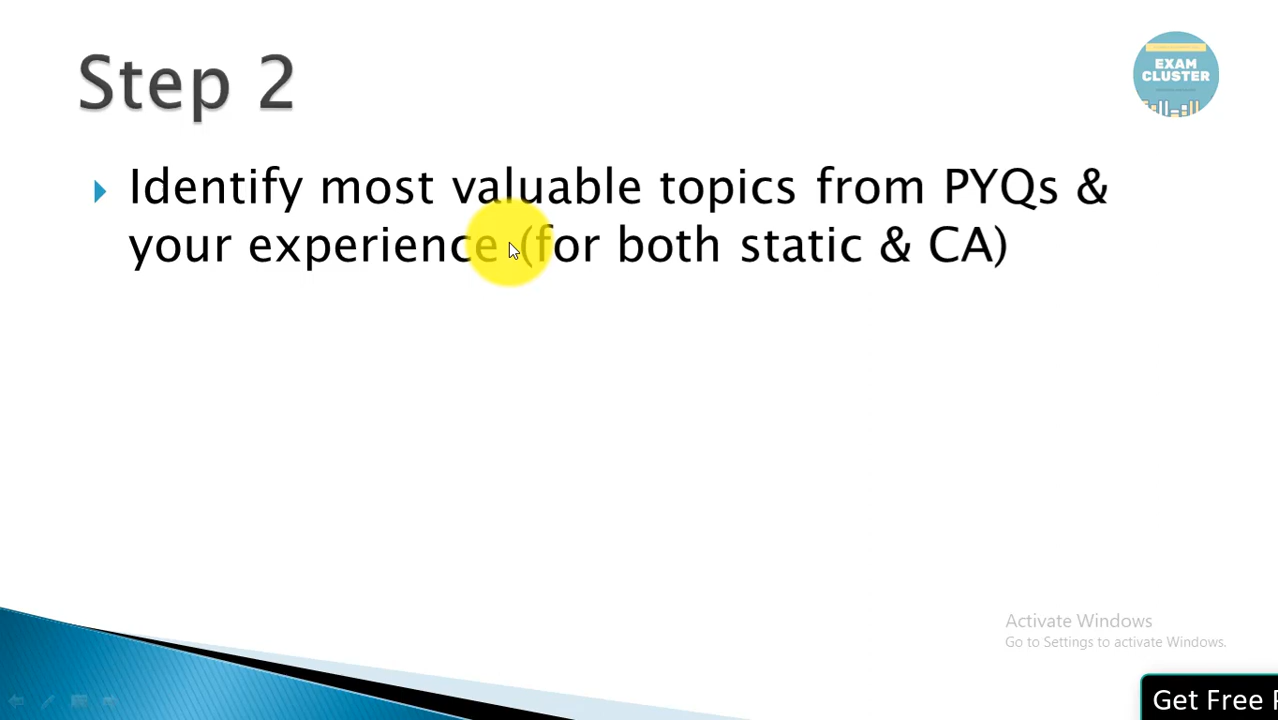 Step 2
EXAM
CLUSTER
Identify most valuable topics from PYQs &
your experience (for both static & CA)
Activate Windows
Go to Settings to activate Windows.
Get Free